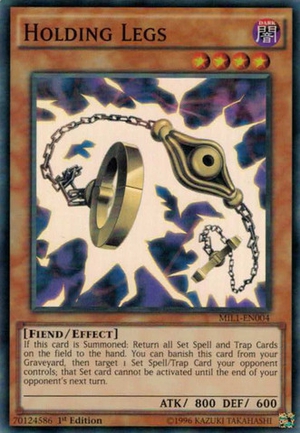 HOLDING LEGS
DARK
闇
MIL1-EN004
[FIEND/EFFECT]
If this card is Summoned: Return all Set Spell and Trap Cards
on the field to the hand. You can banish this card from your
Graveyard, then target 1 Set Spell/Trap Card your opponent
controls; that Set card cannot be activated until the end of your
opponent's next turn.
ATK/ 800 DEF/ 600
70124586 1st Edition ©1996 KAZUKI TAKAHASHI